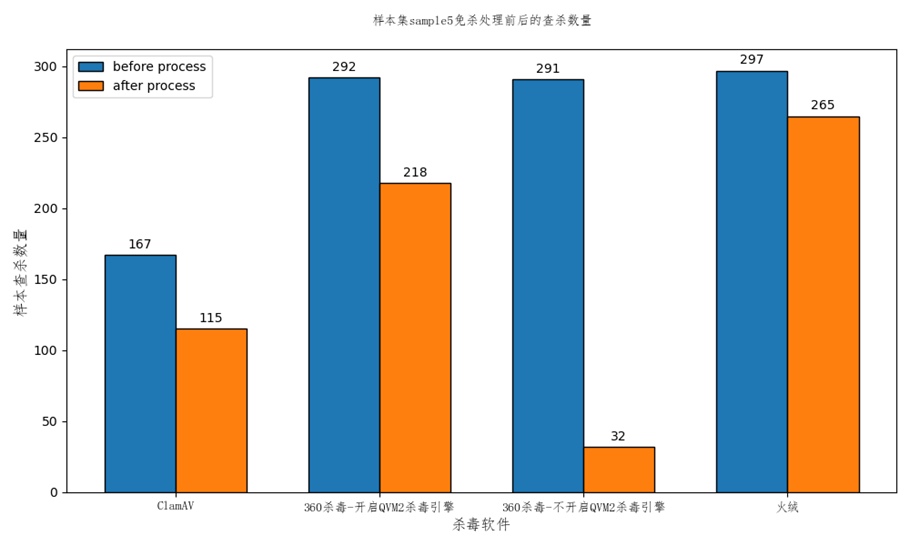 样本集sample5免杀处理前后的查杀数量
before process
after process
300
250
200
150
100
50
0
样本查杀数量
167
115
292
218
291
32
297
265
ClamAV
360杀毒-开启QVM2杀毒引擎
360杀毒-不开启QVM2杀毒引擎
火绒
杀毒软件